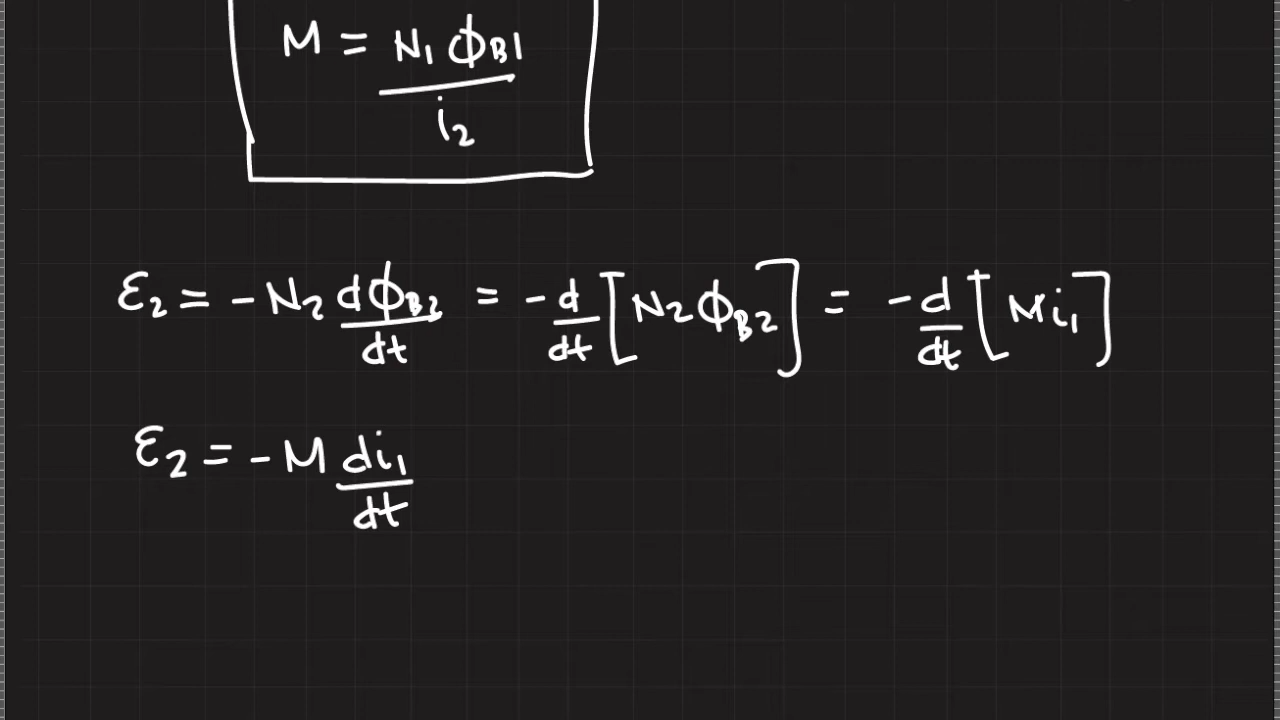 M = N₁ ϕ_B1 / i₂
ε₂ = - N₂ dϕ_B2 / dt = - d/dt [N₂ ϕ_B2] = - d/dt [M i₁]
ε₂ = - M di₁ / dt